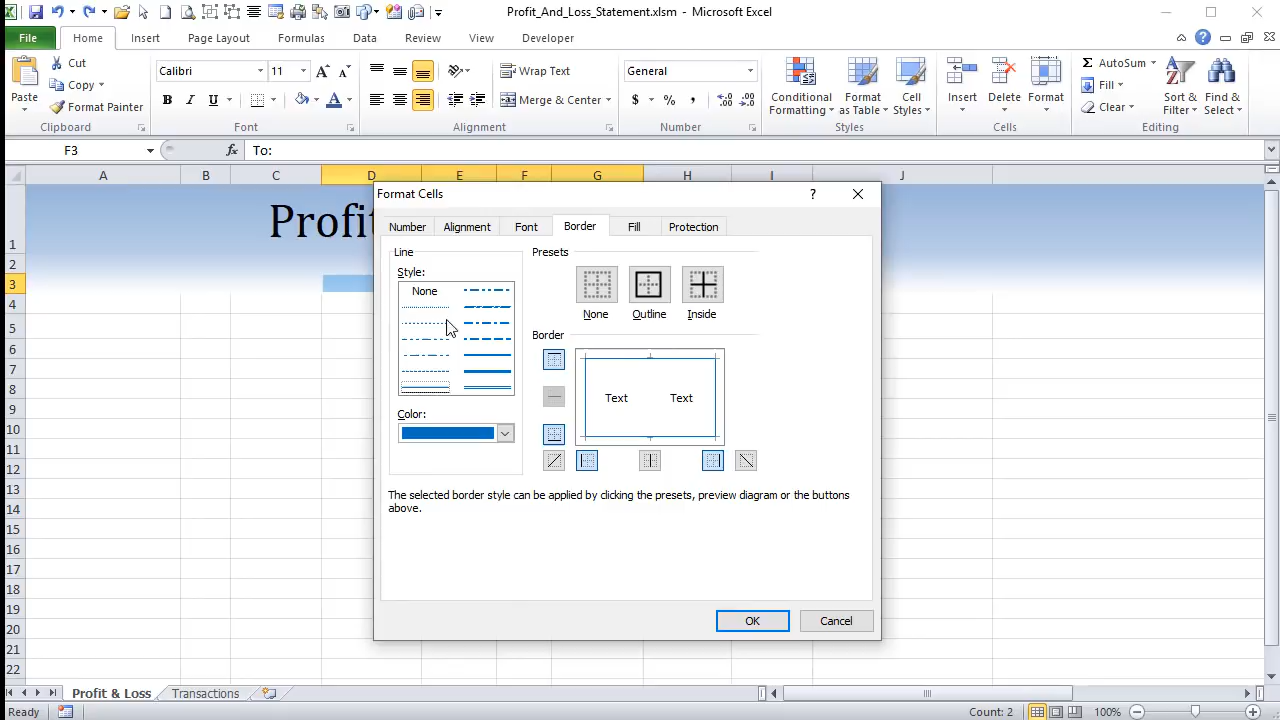 Profit_And_Loss_Statement.xlsm - Microsoft Excel
File Home Insert Page Layout Formulas Data Review View Developer
Paste
Cut
Copy
Format Painter
Clipboard
Calibri 11
B I U
Font
Wrap Text
Merge & Center
Alignment
General
$ % ,
Number
Conditional Formatting
Format as Table
Cell Styles
Styles
Insert
Delete
Format
Cells
AutoSum
Fill
Clear
Sort & Filter
Find & Select
Editing
F3 fx To:
A B C D E F G H I J
1
2
3
4
5
6
7
8
9
10
11
12
13
14
15
16
17
18
19
20
21
22
Profit
Format Cells
Number Alignment Font Border Fill Protection
Line
Style:
None
Color:
Presets
None Outline Inside
Border
Text Text
The selected border style can be applied by clicking the presets, preview diagram or the buttons
above.
OK Cancel
Profit & Loss Transactions
Ready Count: 2 100%